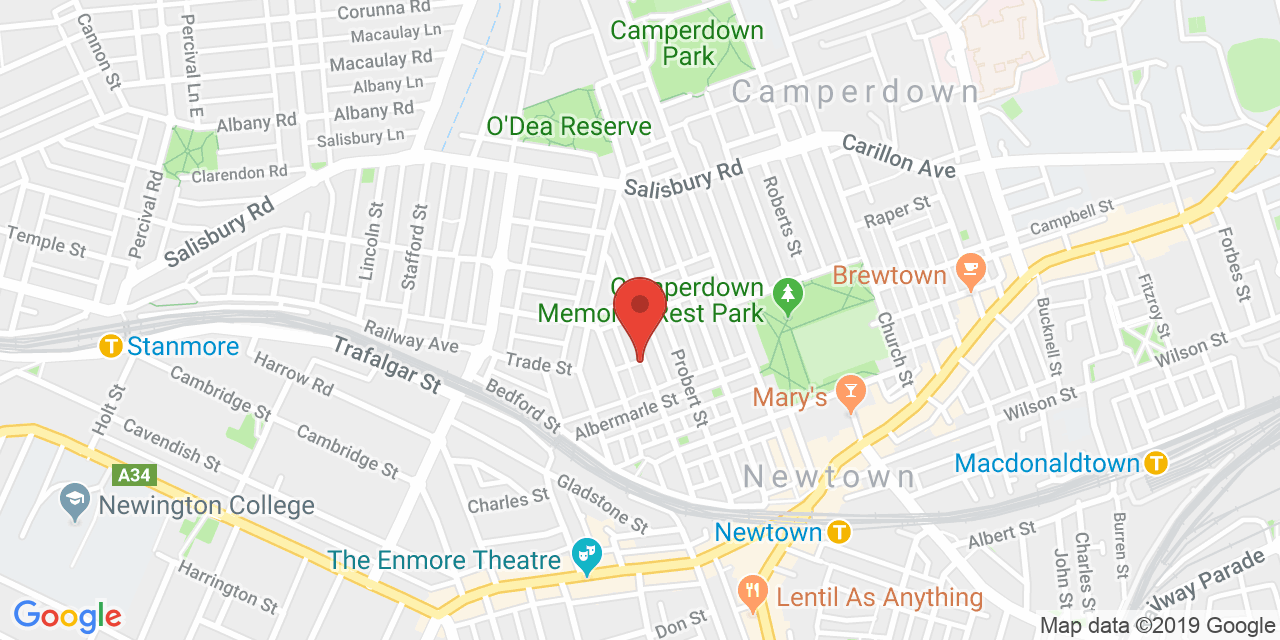 Corunna Rd
Macaulay Ln
Macaulay Rd
Albany Ln
Albany Rd
Albany Rd
Salisbury Ln
Cannon St
Percival Ln E
Clarendon Rd
Percival Rd
Salisbury Rd
Temple St
Lincoln St
Stafford St
Camperdown
Park
O'Dea Reserve
Camperdown
Carillon Ave
Salisbury Rd
Roberts St
Raper St
Campbell St
Forbes St
Brewtown
Camperdown
Memorial Rest Park
Church St
Bucknell St
Fitzroy St
Wilson St
Wilson St
T Stanmore
Railway Ave
Trafalgar St
Trade St
Bedford St
Probert St
Albermarle St
Mary's
Harrow Rd
Holt St
Cambridge St
Cambridge St
Cavendish St
A34
Newington College
Charles St
Gladstone St
Newtown
Macdonaldtown T
Newtown T
The Enmore Theatre
Harrington St
Lentil As Anything
Don St
Albert St
John St
Charles St
Burren St
ailway Parade
Google
Map data ©2019 Google